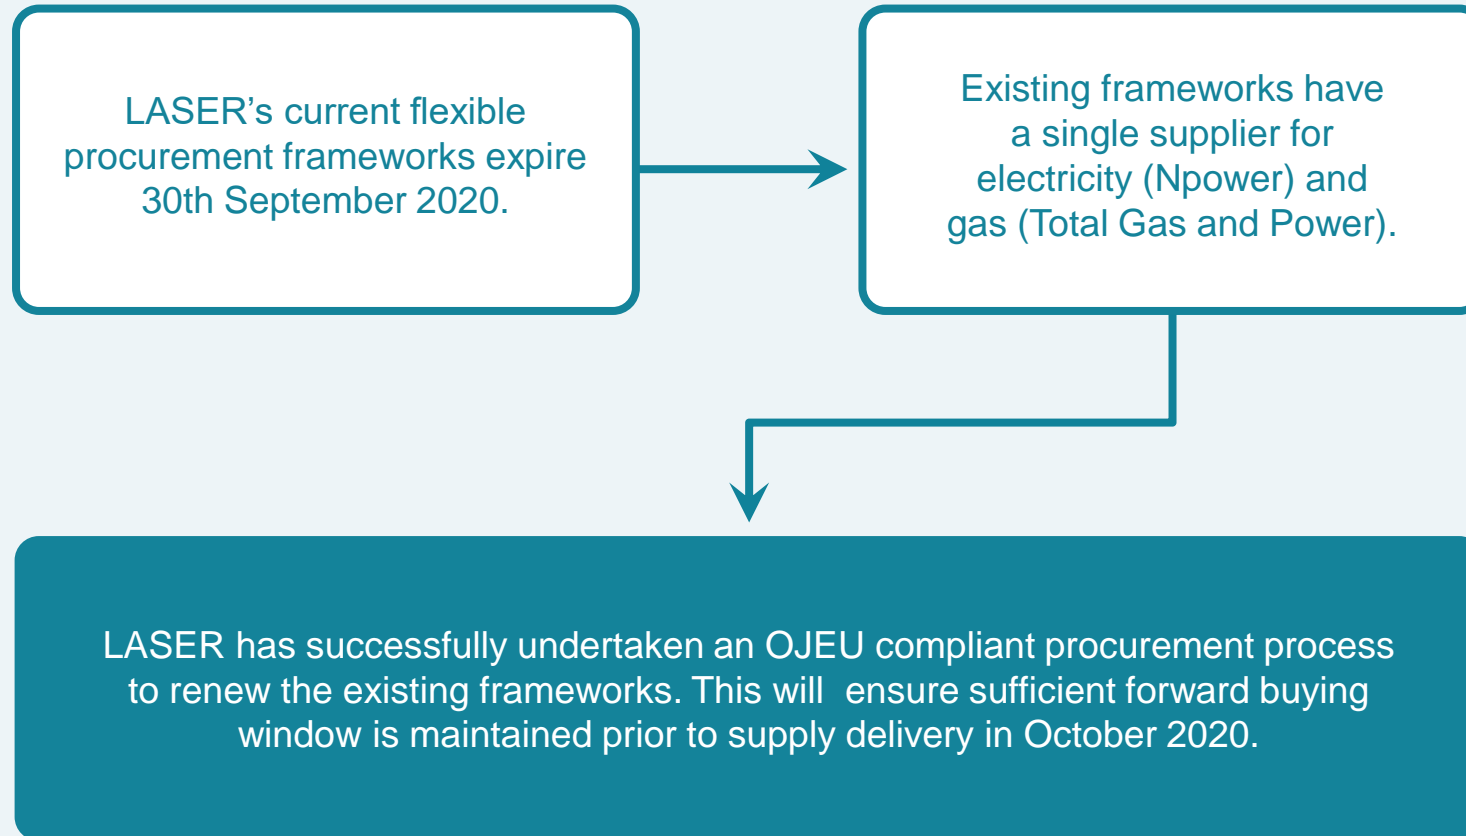 LASER’s current flexible
procurement frameworks expire
30th September 2020.
Existing frameworks have
a single supplier for
electricity (Npower) and
gas (Total Gas and Power).
LASER has successfully undertaken an OJEU compliant procurement process
to renew the existing frameworks. This will  ensure sufficient forward buying
window is maintained prior to supply delivery in October 2020.